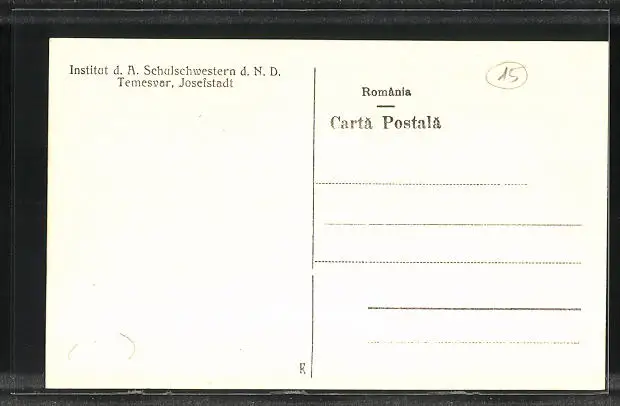 Institut d. A. Schulschwestern d. N. D.
Temesvar, Josefstadt
15
România
Cartă Postală
K